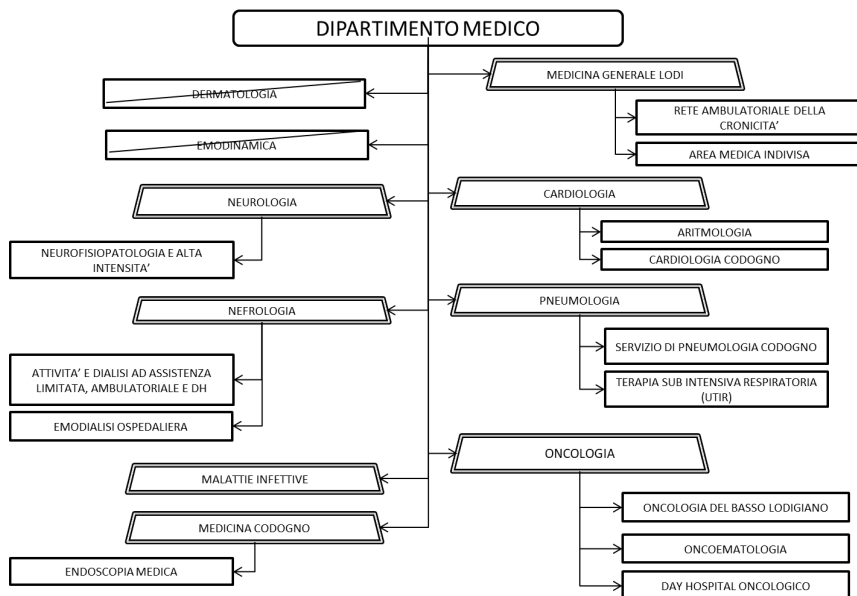 DIPARTIMENTO MEDICO
MEDICINA GENERALE LODI
DERMATOLOGIA
RETE AMBULATORIALE DELLA
CRONICITA’
EMODINAMICA
AREA MEDICA INDIVISA
NEUROLOGIA
CARDIOLOGIA
ARITMOLOGIA
NEUROFISIOPATOLOGIA E ALTA
INTENSITA’
CARDIOLOGIA CODOGNO
NEFROLOGIA
PNEUMOLOGIA
SERVIZIO DI PNEUMOLOGIA CODOGNO
ATTIVITA’ E DIALISI AD ASSISTENZA
LIMITATA, AMBULATORIALE E DH
TERAPIA SUB INTENSIVA RESPIRATORIA
(UTIR)
EMODIALISI OSPEDALIERA
ONCOLOGIA
MALATTIE INFETTIVE
ONCOLOGIA DEL BASSO LODIGIANO
MEDICINA CODOGNO
ONCOEMATOLOGIA
ENDOSCOPIA MEDICA
DAY HOSPITAL ONCOLOGICO